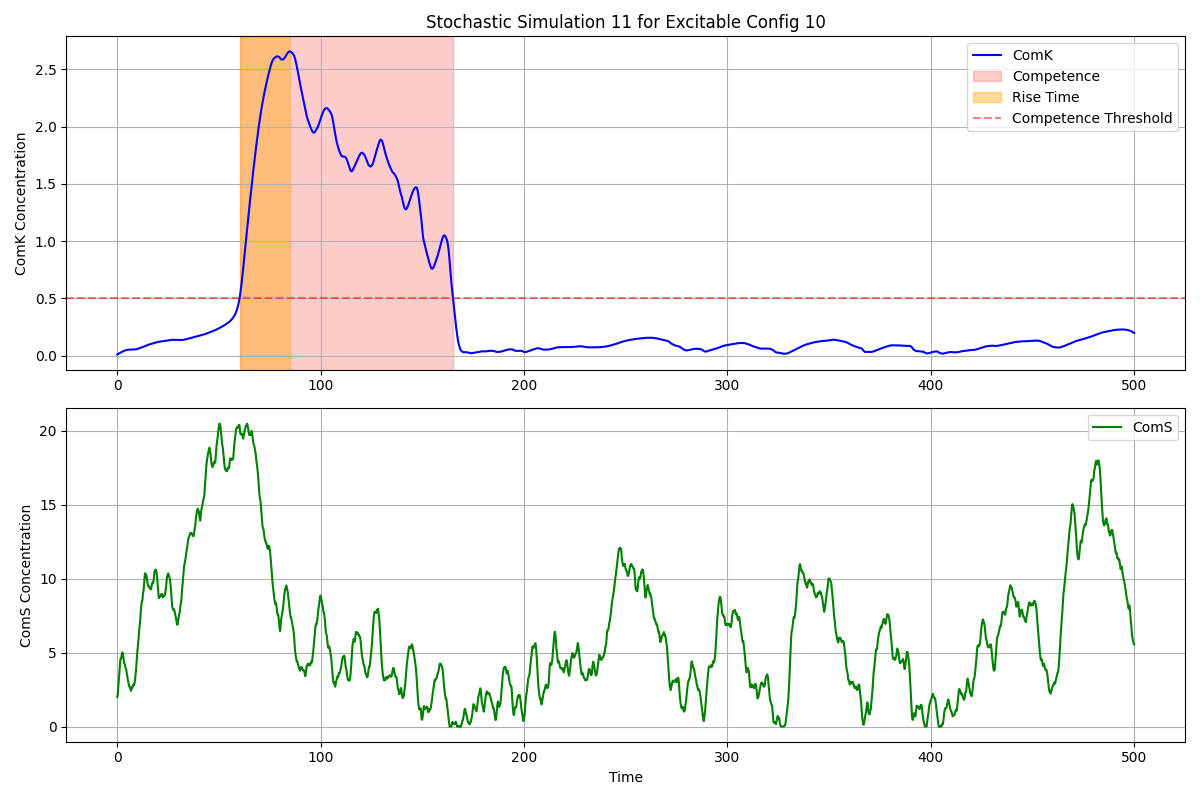 Stochastic Simulation 11 for Excitable Config 10
ComK Concentration
2.5
2.0
1.5
1.0
0.5
0.0
ComK
Competence
Rise Time
Competence Threshold
0 100 200 300 400 500
ComS Concentration
20
15
10
5
0
ComS
0 100 200 300 400 500
Time